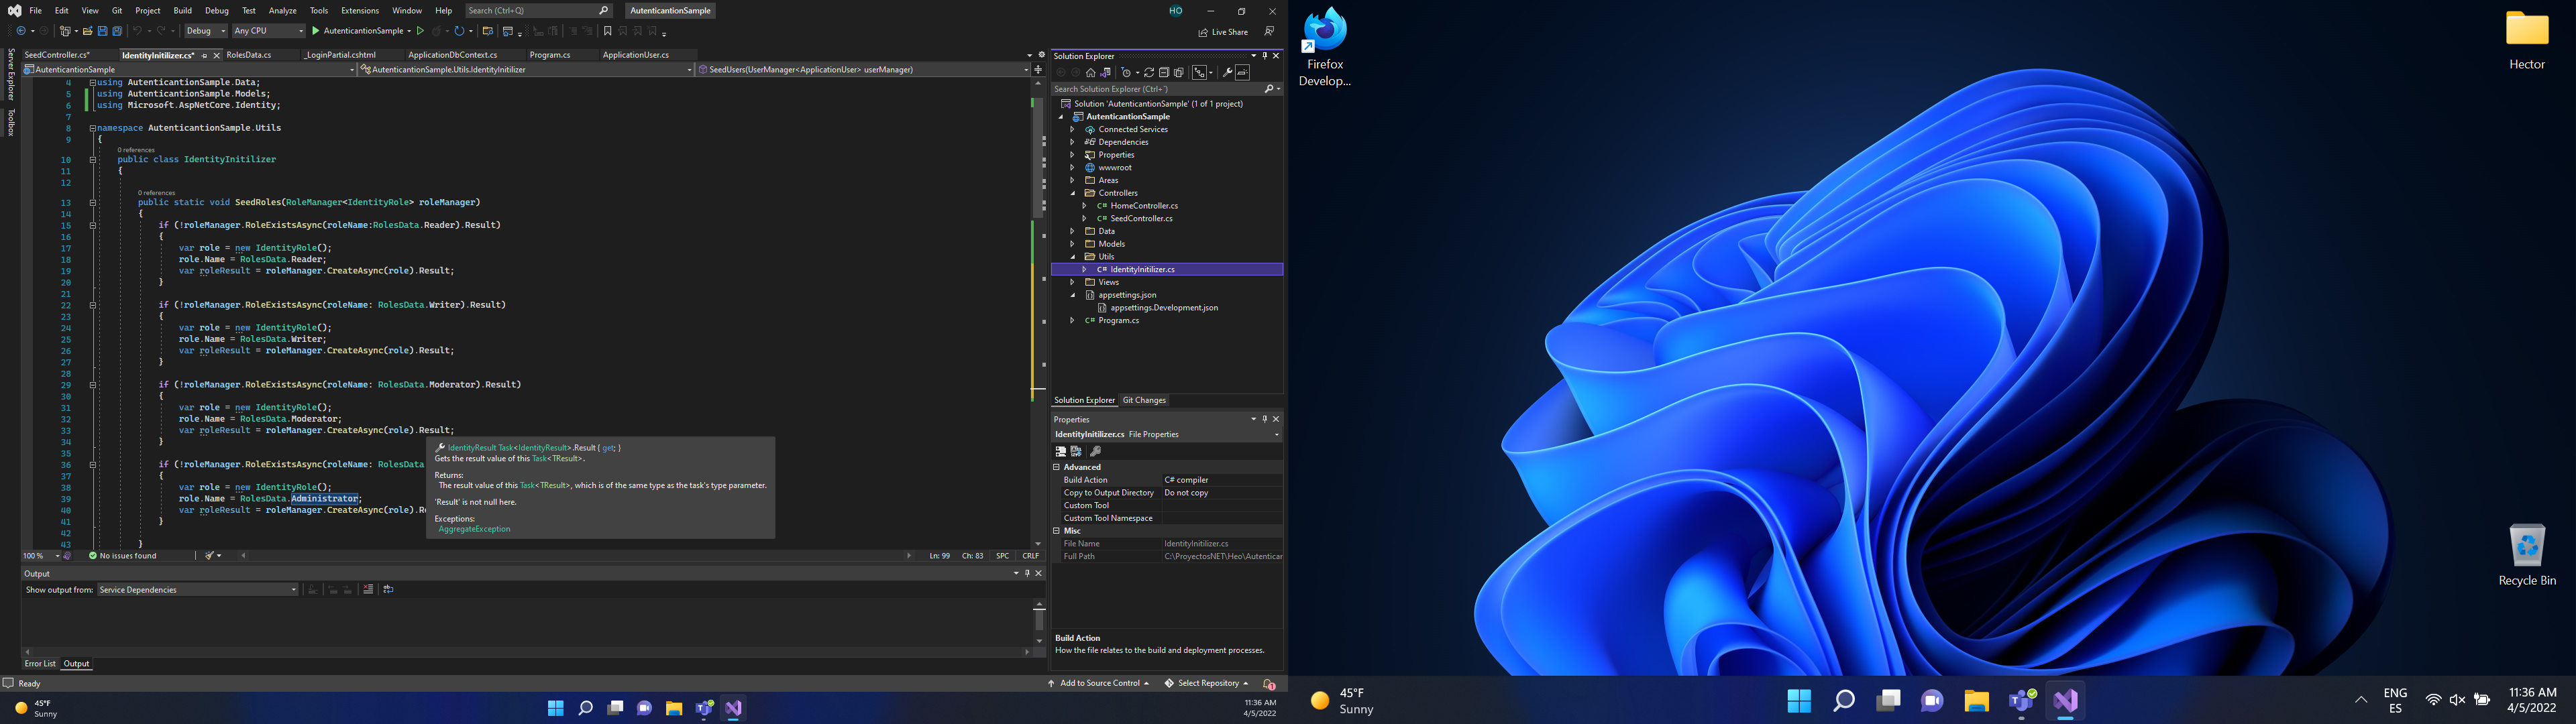 File Edit View Git Project Build Debug Test Analyze Tools Extensions Window Help Search (Ctrl+Q) AutenticantionSample HO
Debug Any CPU AutenticantionSample Live Share
Server Explorer
Toolbox
SeedController.cs* IdentityInitilizer.cs* RolesData.cs _LoginPartial.cshtml ApplicationDbContext.cs Program.cs ApplicationUser.cs
AutenticantionSample AutenticantionSample.Utils.IdentityInitilizer SeedUsers(UserManager<ApplicationUser> userManager)
4 using AutenticantionSample.Data;
5 using AutenticantionSample.Models;
6 using Microsoft.AspNetCore.Identity;
7
8 namespace AutenticantionSample.Utils
9 {
0 references
10 public class IdentityInitilizer
11 {
12
0 references
13 public static void SeedRoles(RoleManager<IdentityRole> roleManager)
14 {
15 if (!roleManager.RoleExistsAsync(roleName:RolesData.Reader).Result)
16 {
17 var role = new IdentityRole();
18 role.Name = RolesData.Reader;
19 var roleResult = roleManager.CreateAsync(role).Result;
20 }
21
22 if (!roleManager.RoleExistsAsync(roleName: RolesData.Writer).Result)
23 {
24 var role = new IdentityRole();
25 role.Name = RolesData.Writer;
26 var roleResult = roleManager.CreateAsync(role).Result;
27 }
28
29 if (!roleManager.RoleExistsAsync(roleName: RolesData.Moderator).Result)
30 {
31 var role = new IdentityRole();
32 role.Name = RolesData.Moderator;
33 var roleResult = roleManager.CreateAsync(role).Result;
34 }
35
36 if (!roleManager.RoleExistsAsync(roleName: RolesData
37 {
38 var role = new IdentityRole();
39 role.Name = RolesData.Administrator;
40 var roleResult = roleManager.CreateAsync(role).Re
41 }
42
43 }
IdentityResult Task<IdentityResult>.Result { get; }
Gets the result value of this Task<TResult>.
Returns:
The result value of this Task<TResult>, which is of the same type as the task's type parameter.
'Result' is not null here.
Exceptions:
AggregateException
100 % No issues found Ln: 99 Ch: 83 SPC CRLF
Output
Show output from: Service Dependencies
Error List Output
Solution Explorer
Search Solution Explorer (Ctrl+¨)
Solution 'AutenticantionSample' (1 of 1 project)
AutenticantionSample
Connected Services
Dependencies
Properties
wwwroot
Areas
Controllers
C# HomeController.cs
C# SeedController.cs
Data
Models
Utils
C# IdentityInitilizer.cs
Views
appsettings.json
appsettings.Development.json
C# Program.cs
Solution Explorer Git Changes
Properties
IdentityInitilizer.cs File Properties
Advanced
Build Action C# compiler
Copy to Output Directory Do not copy
Custom Tool
Custom Tool Namespace
Misc
File Name IdentityInitilizer.cs
Full Path C:\ProyectosNET\Heo\Autenticar
Build Action
How the file relates to the build and deployment processes.
Ready Add to Source Control Select Repository 1
45°F
Sunny
11:36 AM
4/5/2022
Firefox
Develop...
Hector
Recycle Bin
45°F
Sunny
ENG
ES
11:36 AM
4/5/2022